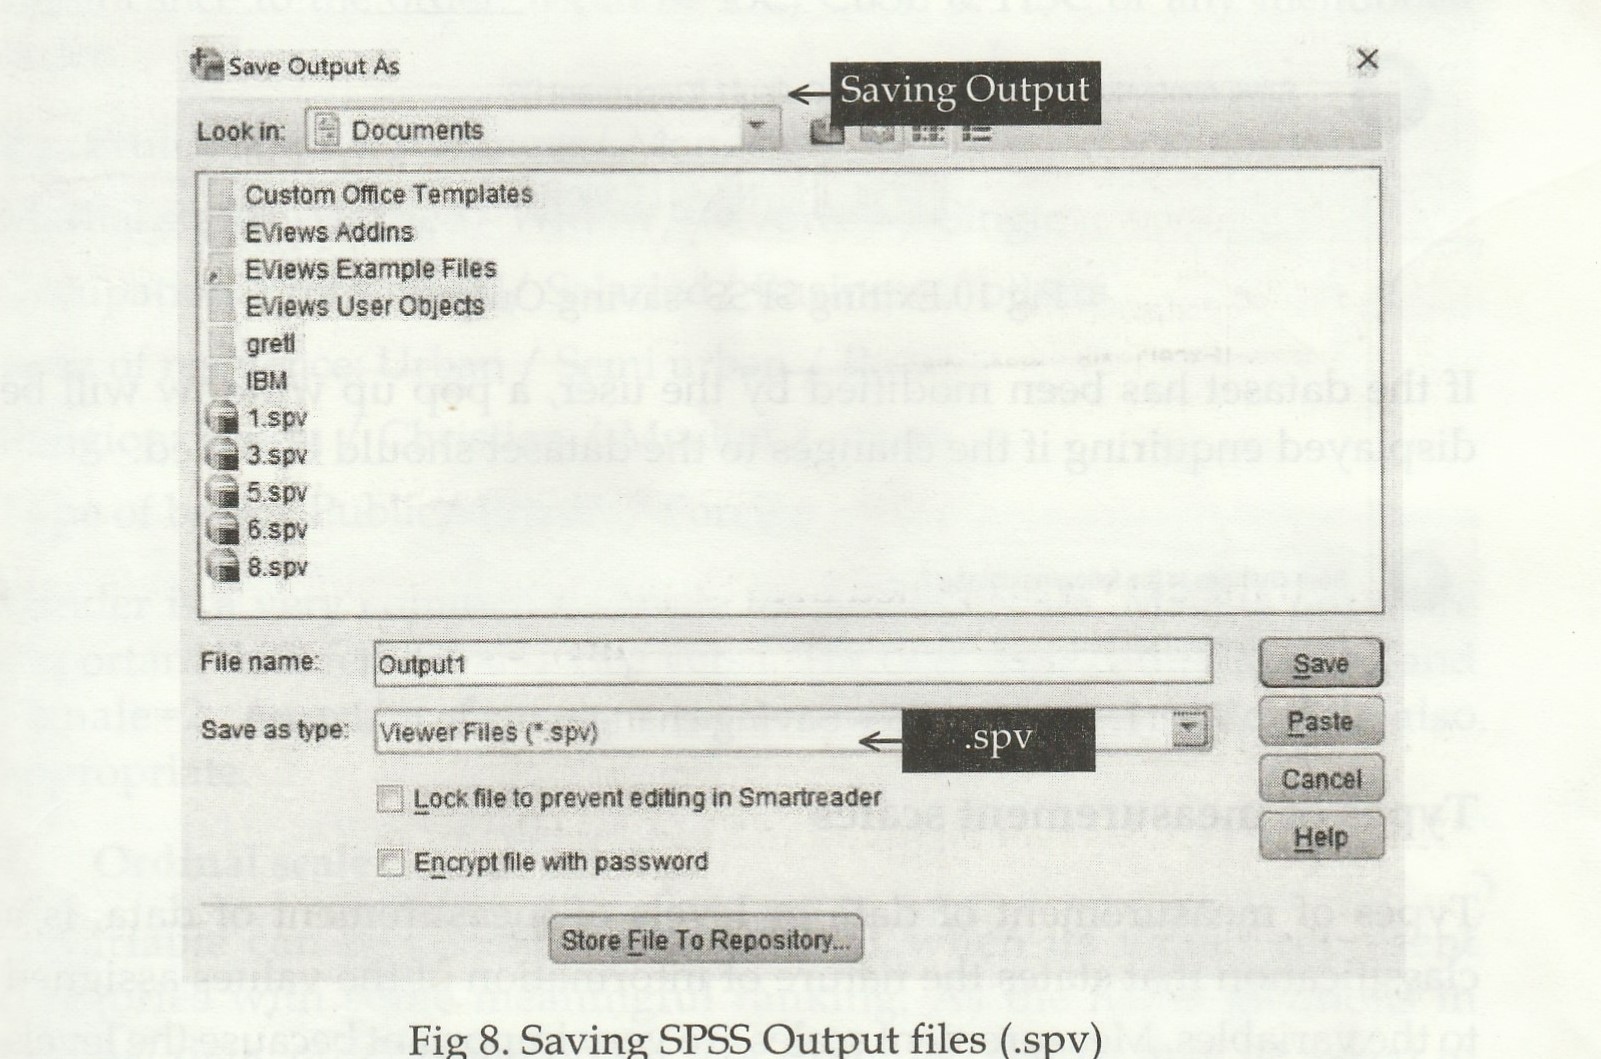 Save Output As
Saving Output
Look in: Documents
Custom Office Templates
EViews Addins
EViews Example Files
EViews User Objects
gretl
IBM
1.spv
3.spv
5.spv
6.spv
8.spv
File name: Output1 Save
Save as type: Viewer Files (*.spv) .spv Paste
Lock file to prevent editing in Smartreader Cancel
Encrypt file with password Help
Store File To Repository...
Fig 8. Saving SPSS Output files (.spv)